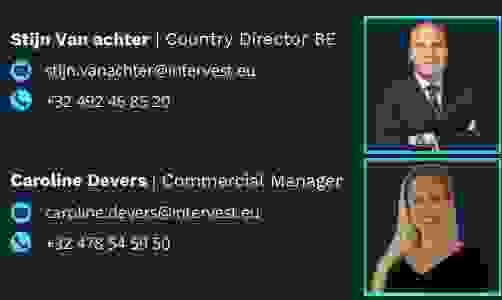 Stijn Van achter | Country Director BE
stijn.vanachter@intervest.eu
+32 492 46 85 20
Caroline Devers | Commercial Manager
caroline.devers@intervest.eu
+32 478 54 50 50